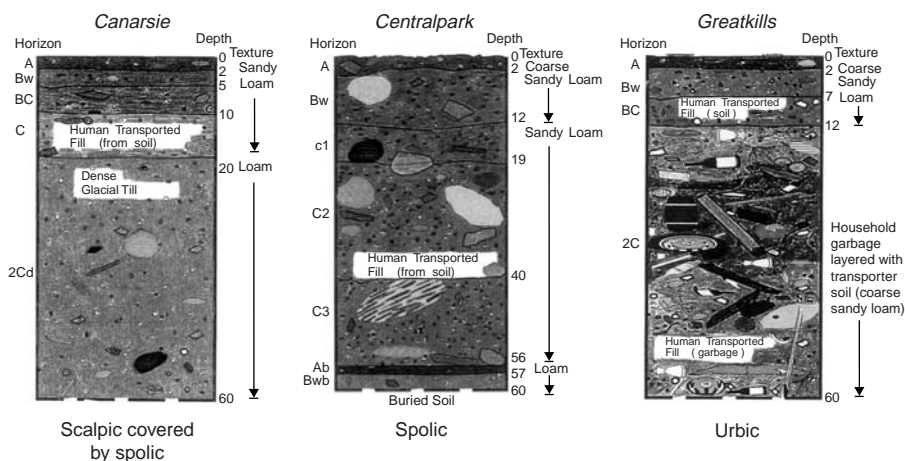 Canarsie
Horizon
Depth
Texture
A
0
Sandy
2
Bw
5
Loam
BC
10
C
Human Transported
Fill (from soil)
20 Loam
Dense
Glacial Till
2Cd
60
Scalpic covered
by spolic
Centralpark
Horizon
Depth
0
Texture
A
2
Coarse
Sandy Loam
Bw
12
Sandy Loam
c1
19
C2
Human Transported
Fill (from soil)
40
C3
56
Ab
57
Loam
Bwb
60
Buried Soil
Spolic
Greatkills
Horizon
Depth
0
Texture
A
2
Coarse
Bw
Sandy
7
BC
Human Transported
Fill ( soil )
Loam
12
2C
Household
garbage
layered with
transporter
soil (coarse
sandy loam)
Human Transported
Fill ( garbage )
60
Urbic